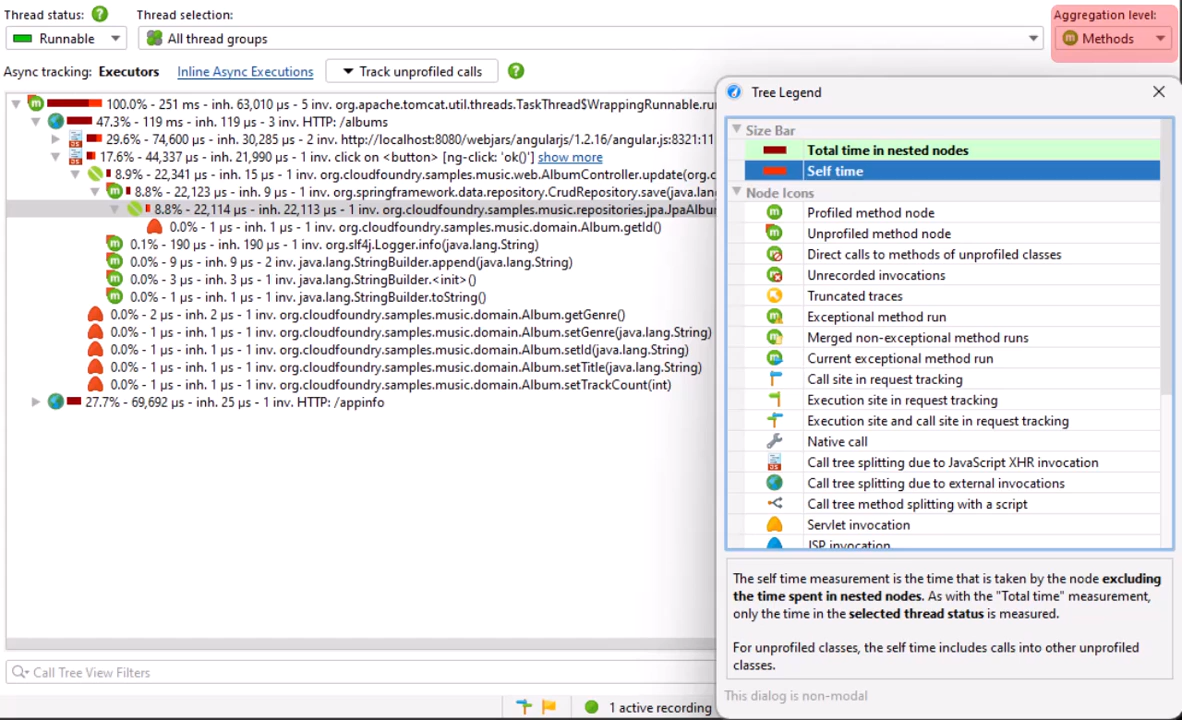 Thread status:
Thread selection:
Aggregation level:
Runnable
All thread groups
Methods
Async tracking: Executors Inline Async Executions Track unprofiled calls
100.0% - 251 ms - inh. 63,010 µs - 5 inv. org.apache.tomcat.util.threads.TaskThread$WrappingRunnable.ru
47.3% - 119 ms - inh. 119 µs - 3 inv. HTTP: /albums
29.6% - 74,600 µs - inh. 30,285 µs - 2 inv. http://localhost:8080/webjars/angularjs/1.2.16/angular.js:8321:11
17.6% - 44,337 µs - inh. 21,990 µs - 1 inv. click on <button> [ng-click: 'ok()'] show more
8.9% - 22,341 µs - inh. 15 µs - 1 inv. org.cloudfoundry.samples.music.web.AlbumController.update(org.c
8.8% - 22,123 µs - inh. 9 µs - 1 inv. org.springframework.data.repository.CrudRepository.save(java.lan
8.8% - 22,114 µs - inh. 22,113 µs - 1 inv. org.cloudfoundry.samples.music.repositories.jpa.JpaAlbu
0.0% - 1 µs - inh. 1 µs - 1 inv. org.cloudfoundry.samples.music.domain.Album.getId()
0.1% - 190 µs - inh. 190 µs - 1 inv. org.slf4j.Logger.info(java.lang.String)
0.0% - 9 µs - inh. 9 µs - 2 inv. java.lang.StringBuilder.append(java.lang.String)
0.0% - 3 µs - inh. 3 µs - 1 inv. java.lang.StringBuilder.<init>()
0.0% - 1 µs - inh. 1 µs - 1 inv. java.lang.StringBuilder.toString()
0.0% - 2 µs - inh. 2 µs - 1 inv. org.cloudfoundry.samples.music.domain.Album.getGenre()
0.0% - 1 µs - inh. 1 µs - 1 inv. org.cloudfoundry.samples.music.domain.Album.setGenre(java.lang.String)
0.0% - 1 µs - inh. 1 µs - 1 inv. org.cloudfoundry.samples.music.domain.Album.setId(java.lang.String)
0.0% - 1 µs - inh. 1 µs - 1 inv. org.cloudfoundry.samples.music.domain.Album.setTitle(java.lang.String)
0.0% - 1 µs - inh. 1 µs - 1 inv. org.cloudfoundry.samples.music.domain.Album.setTrackCount(int)
27.7% - 69,692 µs - inh. 25 µs - 1 inv. HTTP: /appinfo
Call Tree View Filters
1 active recording
Tree Legend
Size Bar
Total time in nested nodes
Self time
Node Icons
Profiled method node
Unprofiled method node
Direct calls to methods of unprofiled classes
Unrecorded invocations
Truncated traces
Exceptional method run
Merged non-exceptional method runs
Current exceptional method run
Call site in request tracking
Execution site in request tracking
Execution site and call site in request tracking
Native call
Call tree splitting due to JavaScript XHR invocation
Call tree splitting due to external invocations
Call tree method splitting with a script
Servlet invocation
JSP invocation
The self time measurement is the time that is taken by the node excluding
the time spent in nested nodes. As with the "Total time" measurement,
only the time in the selected thread status is measured.
For unprofiled classes, the self time includes calls into other unprofiled
classes.
This dialog is non-modal